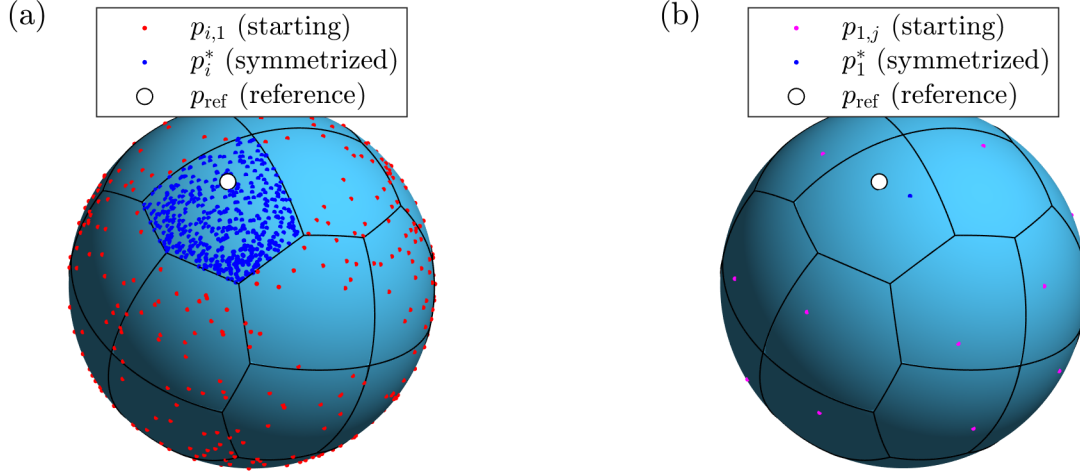 (a)
p_{i,1} (starting)
p_i^* (symmetrized)
p_ref (reference)
(b)
p_{1,j} (starting)
p_1^* (symmetrized)
p_ref (reference)